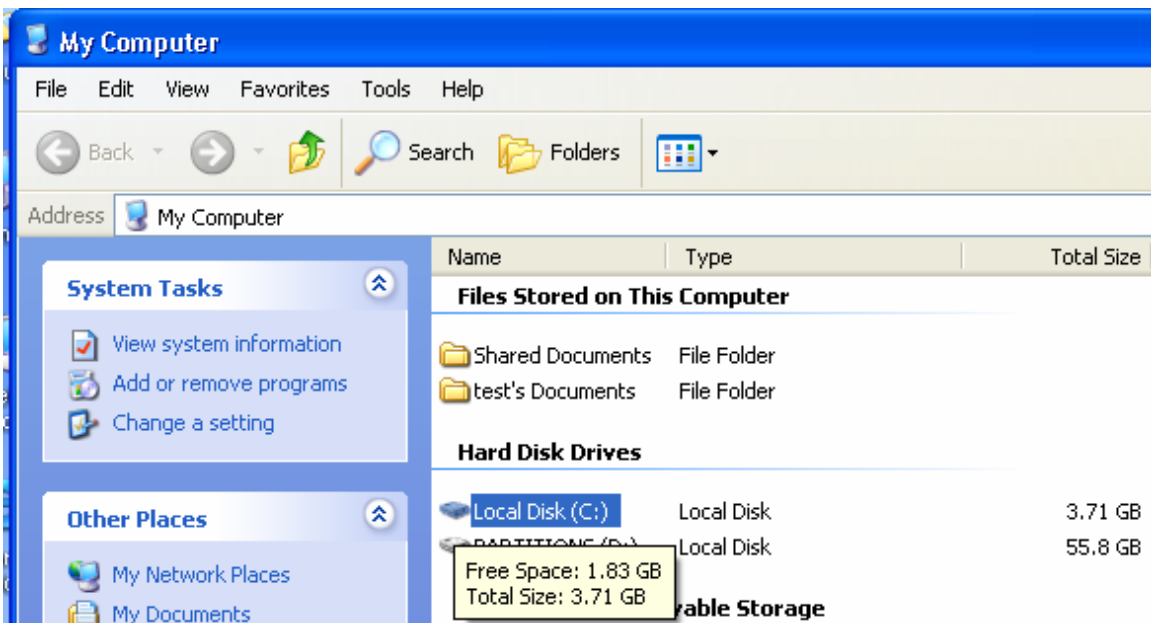 My Computer
File Edit View Favorites Tools Help
Back Search Folders
Address My Computer
Name Type Total Size
System Tasks
Files Stored on This Computer
View system information
Shared Documents File Folder
Add or remove programs
test's Documents File Folder
Change a setting
Hard Disk Drives
Other Places
Local Disk (C:) Local Disk 3.71 GB
PARTITIONS (D:) Local Disk 55.8 GB
My Network Places
Free Space: 1.83 GB
Total Size: 3.71 GB
My Documents
vable Storage